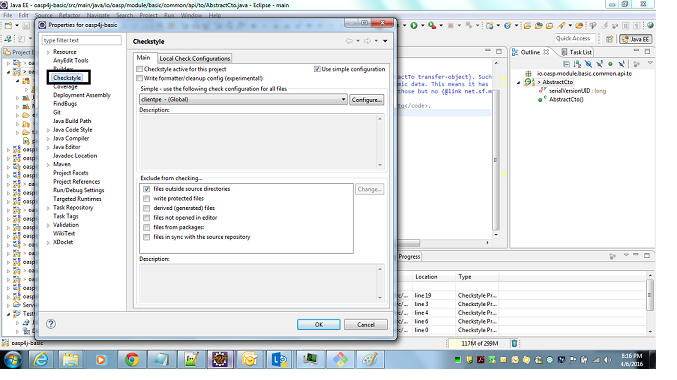 Java EE - oasp4j-basic/src/main/java/io/oasp/module/basic/common/api/to/AbstractCto.java - Eclipse - main
File Edit Source Refactor Navigate Search Project Run Window Help
Quick Access
Java EE
Properties for oasp4j-basic
type filter text
Resource
AnyEdit Tools
Builders
Checkstyle
Coverage
Deployment Assembly
FindBugs
Git
Java Build Path
Java Code Style
Java Compiler
Java Editor
Javadoc Location
Maven
Project Facets
Project References
Run/Debug Settings
Targeted Runtimes
Task Repository
Task Tags
Validation
WikiText
XDoclet
Checkstyle
Main
Local Check Configurations
Checkstyle active for this project
Use simple configuration
Write formatter/cleanup config (experimental!)
Simple - use the following check configuration for all files
clientpe - (Global)
Configure...
Description:
Exclude from checking...
files outside source directories
Change...
write protected files
derived (generated) files
files not opened in editor
files from packages:
files in sync with the source repository
Description:
OK
Cancel
actTo transfer-object). Such
mic data. This means it has
those but no {@link net.sf.m
to</code>.
Outline
Task List
io.oasp.module.basic.common.api.to
AbstractCto
serialVersionUID : long
AbstractCto()
Progress
Location
Type
line 19
Checkstyle Pr...
line 3
Checkstyle Pr...
line 4
Checkstyle Pr...
line 6
Checkstyle Pr...
line 0
Checkstyle Pr...
oasp4j-basic
117M of 299M
8:16 PM
4/6/2016